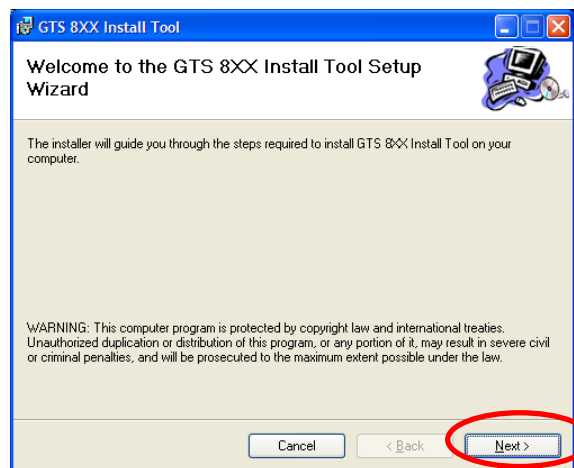 GTS 8XX Install Tool
Welcome to the GTS 8XX Install Tool Setup
Wizard
The installer will guide you through the steps required to install GTS 8XX Install Tool on your
computer.
WARNING: This computer program is protected by copyright law and international treaties.
Unauthorized duplication or distribution of this program, or any portion of it, may result in severe civil
or criminal penalties, and will be prosecuted to the maximum extent possible under the law.
Cancel
< Back
Next >